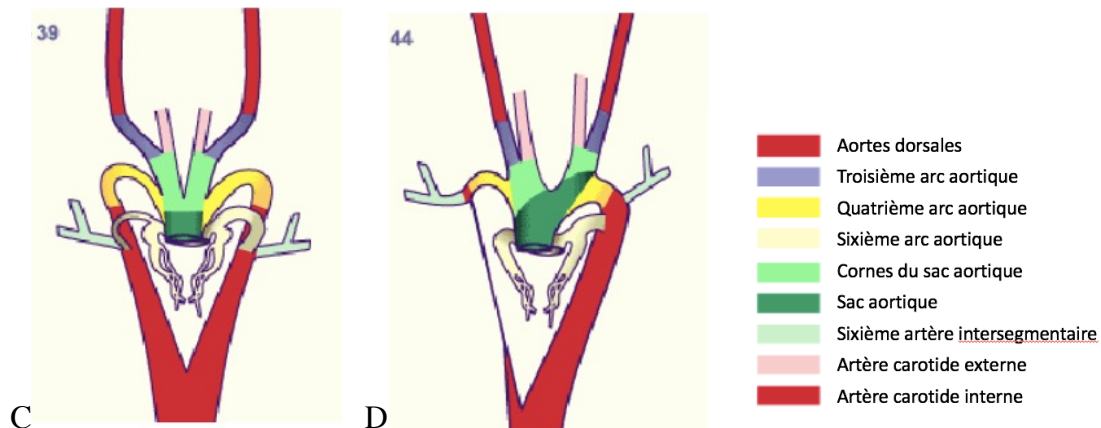 39
44
Aortes dorsales
Troisième arc aortique
Quatrième arc aortique
Sixième arc aortique
Cornes du sac aortique
Sac aortique
Sixième artère intersegmentaire
Artère carotide externe
Artère carotide interne
C
D